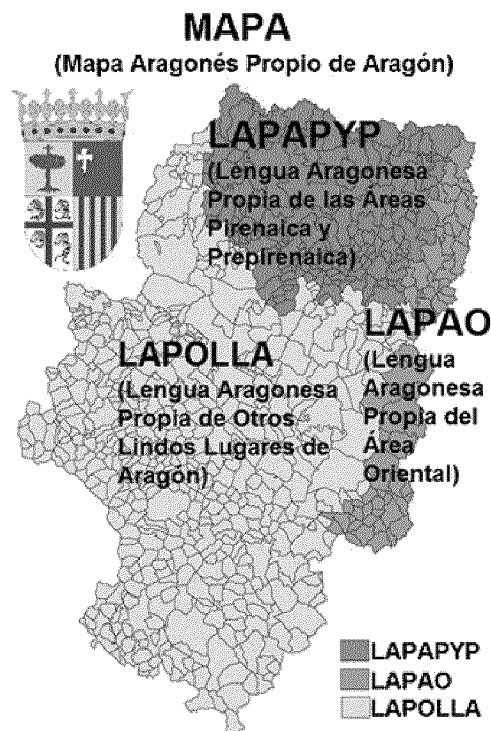 MAPA
(Mapa Aragonés Propio de Aragón)
LAPAPYP
(Lengua Aragonesa
Propia de las Áreas
Pirenaica y
Prepirenaica)
LAPAO
(Lengua
Aragonesa
Propia del
Área
Oriental)
LAPOLLA
(Lengua Aragonesa
Propia de Otros
Lindos Lugares de
Aragón)
LAPAPYP
LAPAO
LAPOLLA